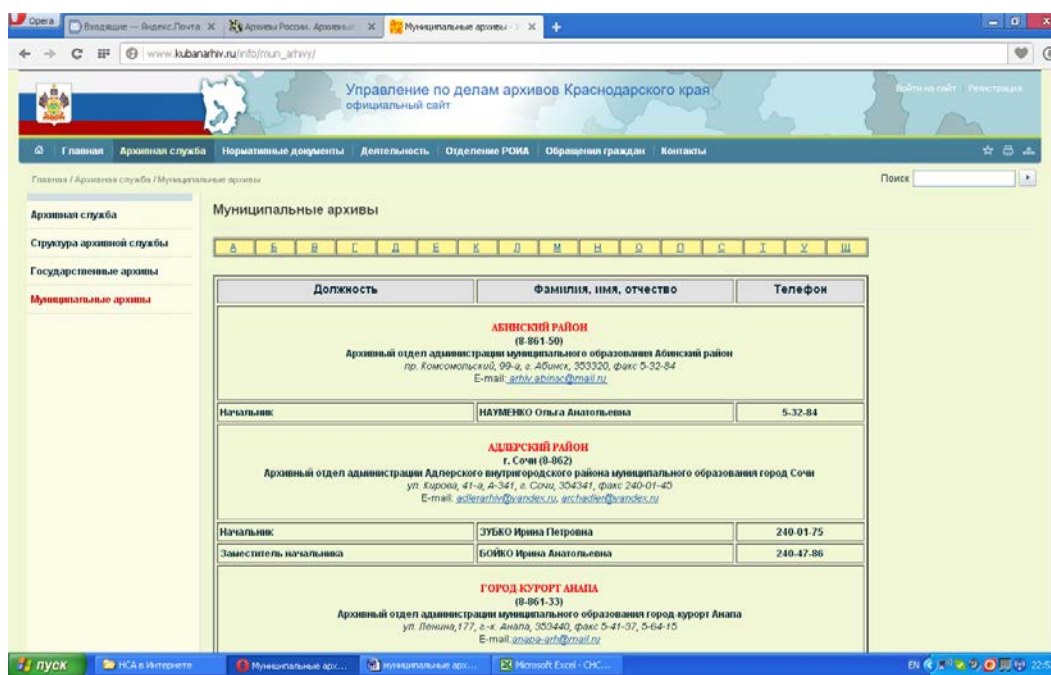 Opera
Входящие — Яндекс.Почта
Архивы России. Архивные
Муниципальные архивы - У
www.kubanarhiv.ru/info/mun_arhivy/
Управление по делам архивов Краснодарского края
официальный сайт
Войти на сайт Регистрация
Главная Архивная служба Нормативные документы Деятельность Отделение РОИА Обращения граждан Контакты
Главная / Архивная служба / Муниципальные архивы
Поиск
Архивная служба
Структура архивной службы
Государственные архивы
Муниципальные архивы
Муниципальные архивы
А Б В Г Д Е К Л М Н О П С Т У Щ
Должность Фамилия, имя, отчество Телефон
АБИНСКИЙ РАЙОН
(8-861-50)
Архивный отдел администрации муниципального образования Абинский район
пр. Комсомольский, 99-а, г. Абинск, 353320, факс 5-32-84
E-mail: arhiv.abinsc@mail.ru
Начальник НАУМЕНКО Ольга Анатольевна 5-32-84
АДЛЕРСКИЙ РАЙОН
г. Сочи (8-862)
Архивный отдел администрации Адлерского внутригородского района муниципального образования город Сочи
ул. Кирова, 41-а, А-341, г. Сочи, 354341, факс 240-01-45
E-mail: adlerarhiv@yandex.ru, archadler@yandex.ru
Начальник ЗУБКО Ирина Петровна 240-01-75
Заместитель начальника БОЙКО Ирина Анатольевна 240-47-86
ГОРОД-КУРОРТ АНАПА
(8-861-33)
Архивный отдел администрации муниципального образования город-курорт Анапа
ул. Ленина,177, г.-к. Анапа, 353440, факс 5-41-37, 5-64-15
E-mail:anapa-arh@mail.ru
пуск НСА в Интернете Муниципальные арх... муниципальные арх... Microsoft Excel - СНС... EN